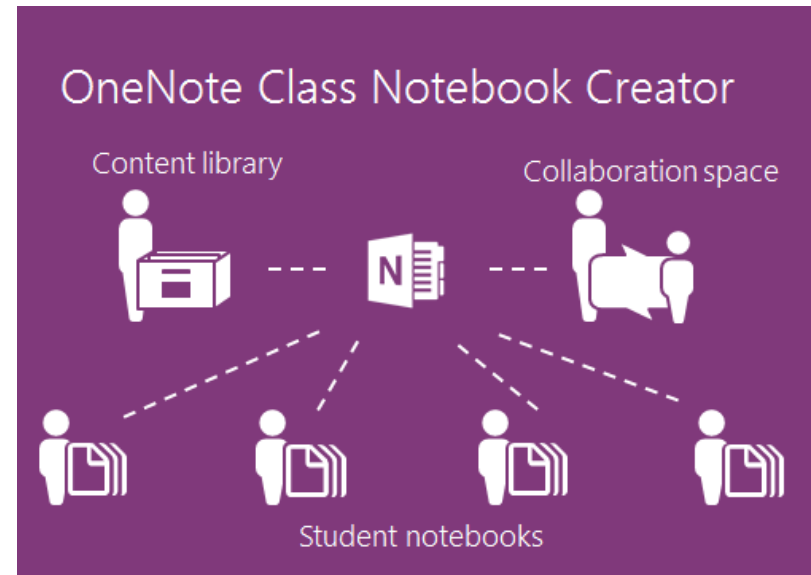 OneNote Class Notebook Creator
Content library
Collaboration space
N
Student notebooks